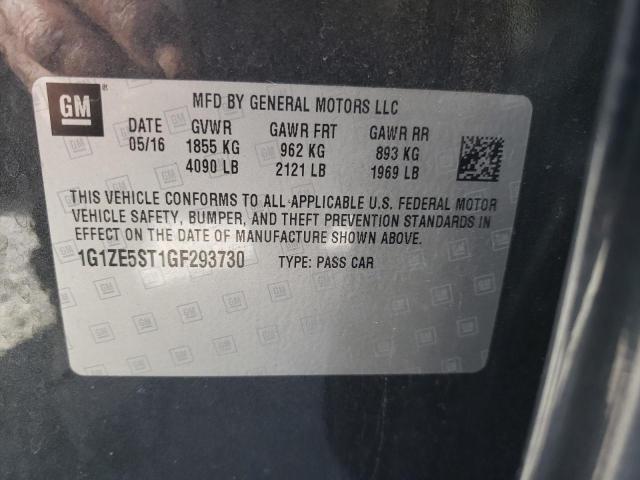 GM
MFD BY GENERAL MOTORS LLC
DATE GVWR GAWR FRT GAWR RR
05/16 1855 KG 962 KG 893 KG
4090 LB 2121 LB 1969 LB
THIS VEHICLE CONFORMS TO ALL APPLICABLE U.S. FEDERAL MOTOR
VEHICLE SAFETY, BUMPER, AND THEFT PREVENTION STANDARDS IN
EFFECT ON THE DATE OF MANUFACTURE SHOWN ABOVE.
1G1ZE5ST1GF293730 TYPE: PASS CAR